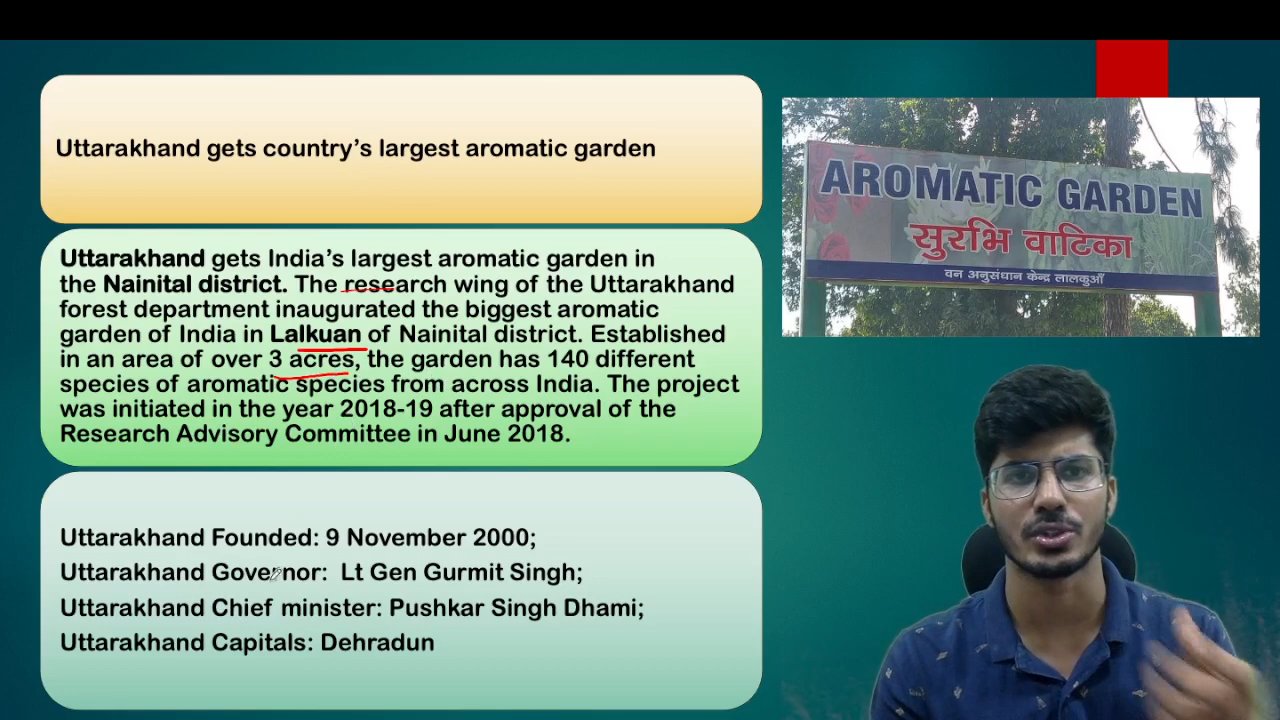 Uttarakhand gets country's largest aromatic garden
Uttarakhand gets India's largest aromatic garden in
the Nainital district. The research wing of the Uttarakhand
forest department inaugurated the biggest aromatic
garden of India in Lalkuan of Nainital district. Established
in an area of over 3 acres, the garden has 140 different
species of aromatic species from across India. The project
was initiated in the year 2018-19 after approval of the
Research Advisory Committee in June 2018.
Uttarakhand Founded: 9 November 2000;
Uttarakhand Governor: Lt Gen Gurmit Singh;
Uttarakhand Chief minister: Pushkar Singh Dhami;
Uttarakhand Capitals: Dehradun
AROMATIC GARDEN
सुरभि वाटिका
वन अनुसंधान केन्द्र लालकुआँ